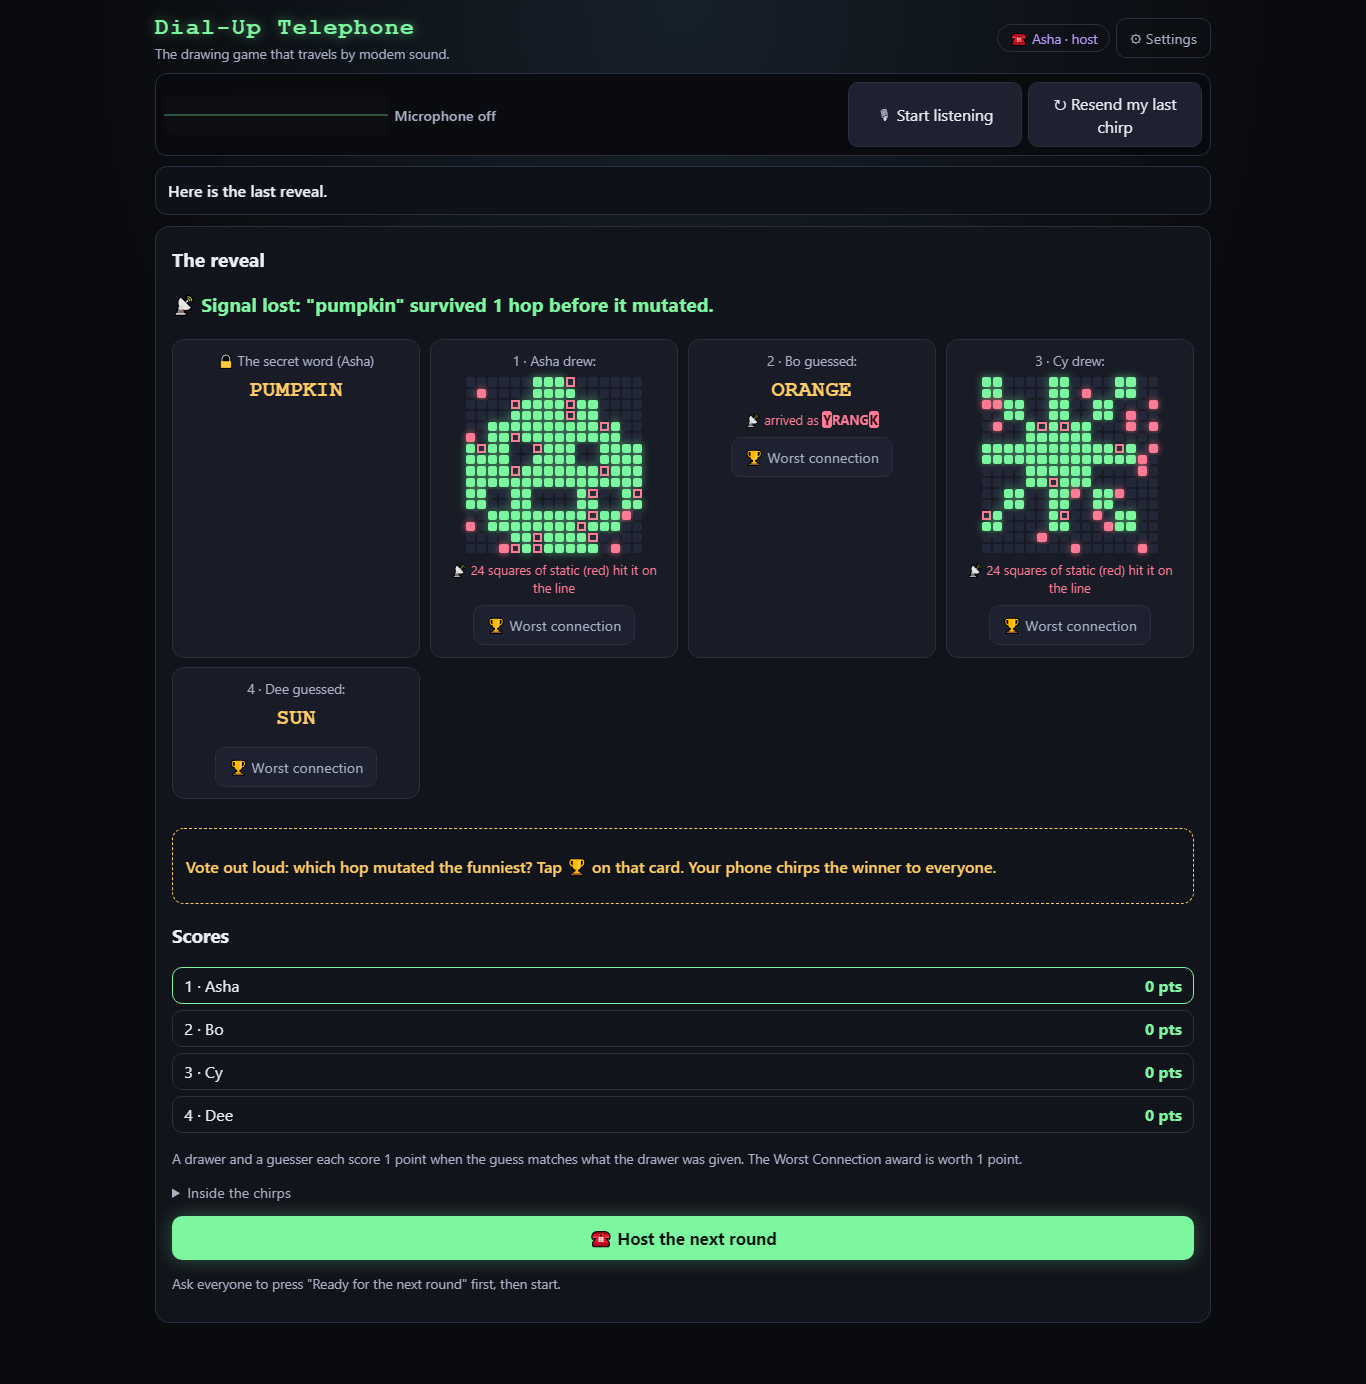 Dial-Up Telephone
The drawing game that travels by modem sound.
☎️ Asha · host
⚙ Settings
Microphone off
🎙 Start listening
↻ Resend my last
chirp
Here is the last reveal.
The reveal
📡 Signal lost: "pumpkin" survived 1 hop before it mutated.
🔒 The secret word (Asha)
PUMPKIN
1 · Asha drew:
📡 24 squares of static (red) hit it on
the line
🏆 Worst connection
2 · Bo guessed:
ORANGE
📡 arrived as YRANGK
🏆 Worst connection
3 · Cy drew:
📡 24 squares of static (red) hit it on
the line
🏆 Worst connection
4 · Dee guessed:
SUN
🏆 Worst connection
Vote out loud: which hop mutated the funniest? Tap 🏆 on that card. Your phone chirps the winner to everyone.
Scores
1 · Asha 0 pts
2 · Bo 0 pts
3 · Cy 0 pts
4 · Dee 0 pts
A drawer and a guesser each score 1 point when the guess matches what the drawer was given. The Worst Connection award is worth 1 point.
▶ Inside the chirps
☎️ Host the next round
Ask everyone to press "Ready for the next round" first, then start.